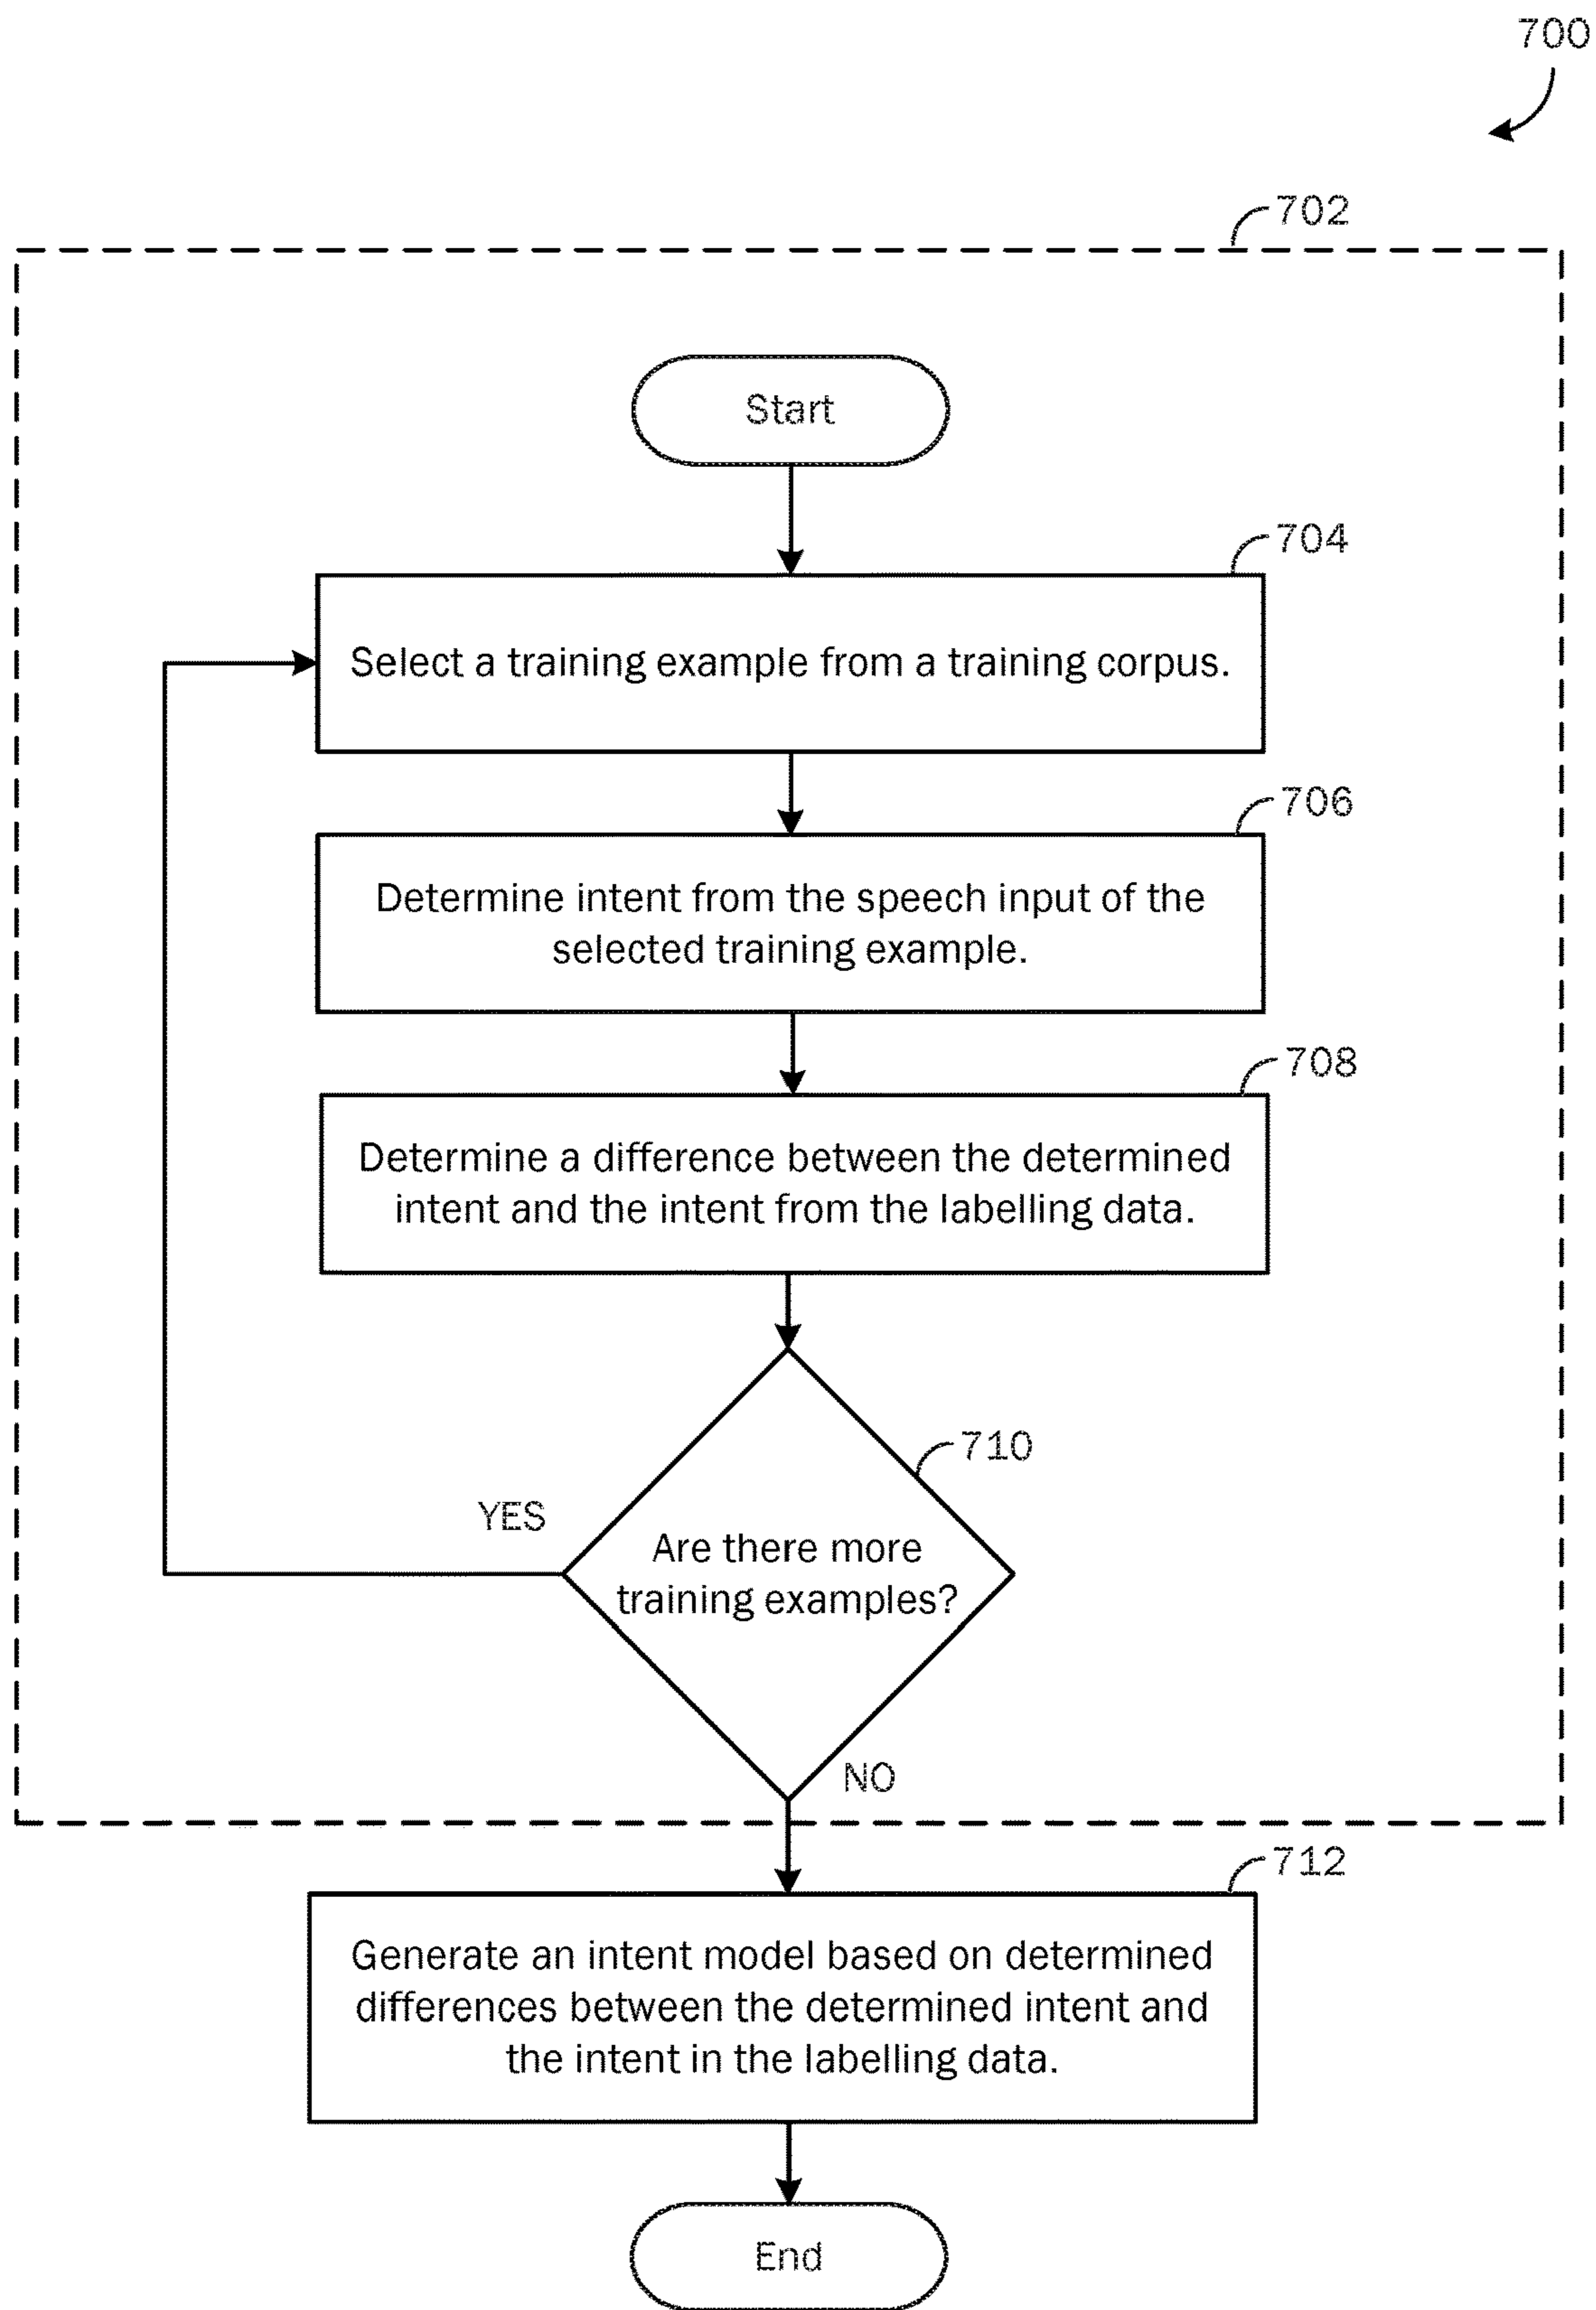 700
702
Start
704
Select a training example from a training corpus.
706
Determine intent from the speech input of the
selected training example.
708
Determine a difference between the determined
intent and the intent from the labelling data.
710
YES
Are there more
training examples?
NO
712
Generate an intent model based on determined
differences between the determined intent and
the intent in the labelling data.
End